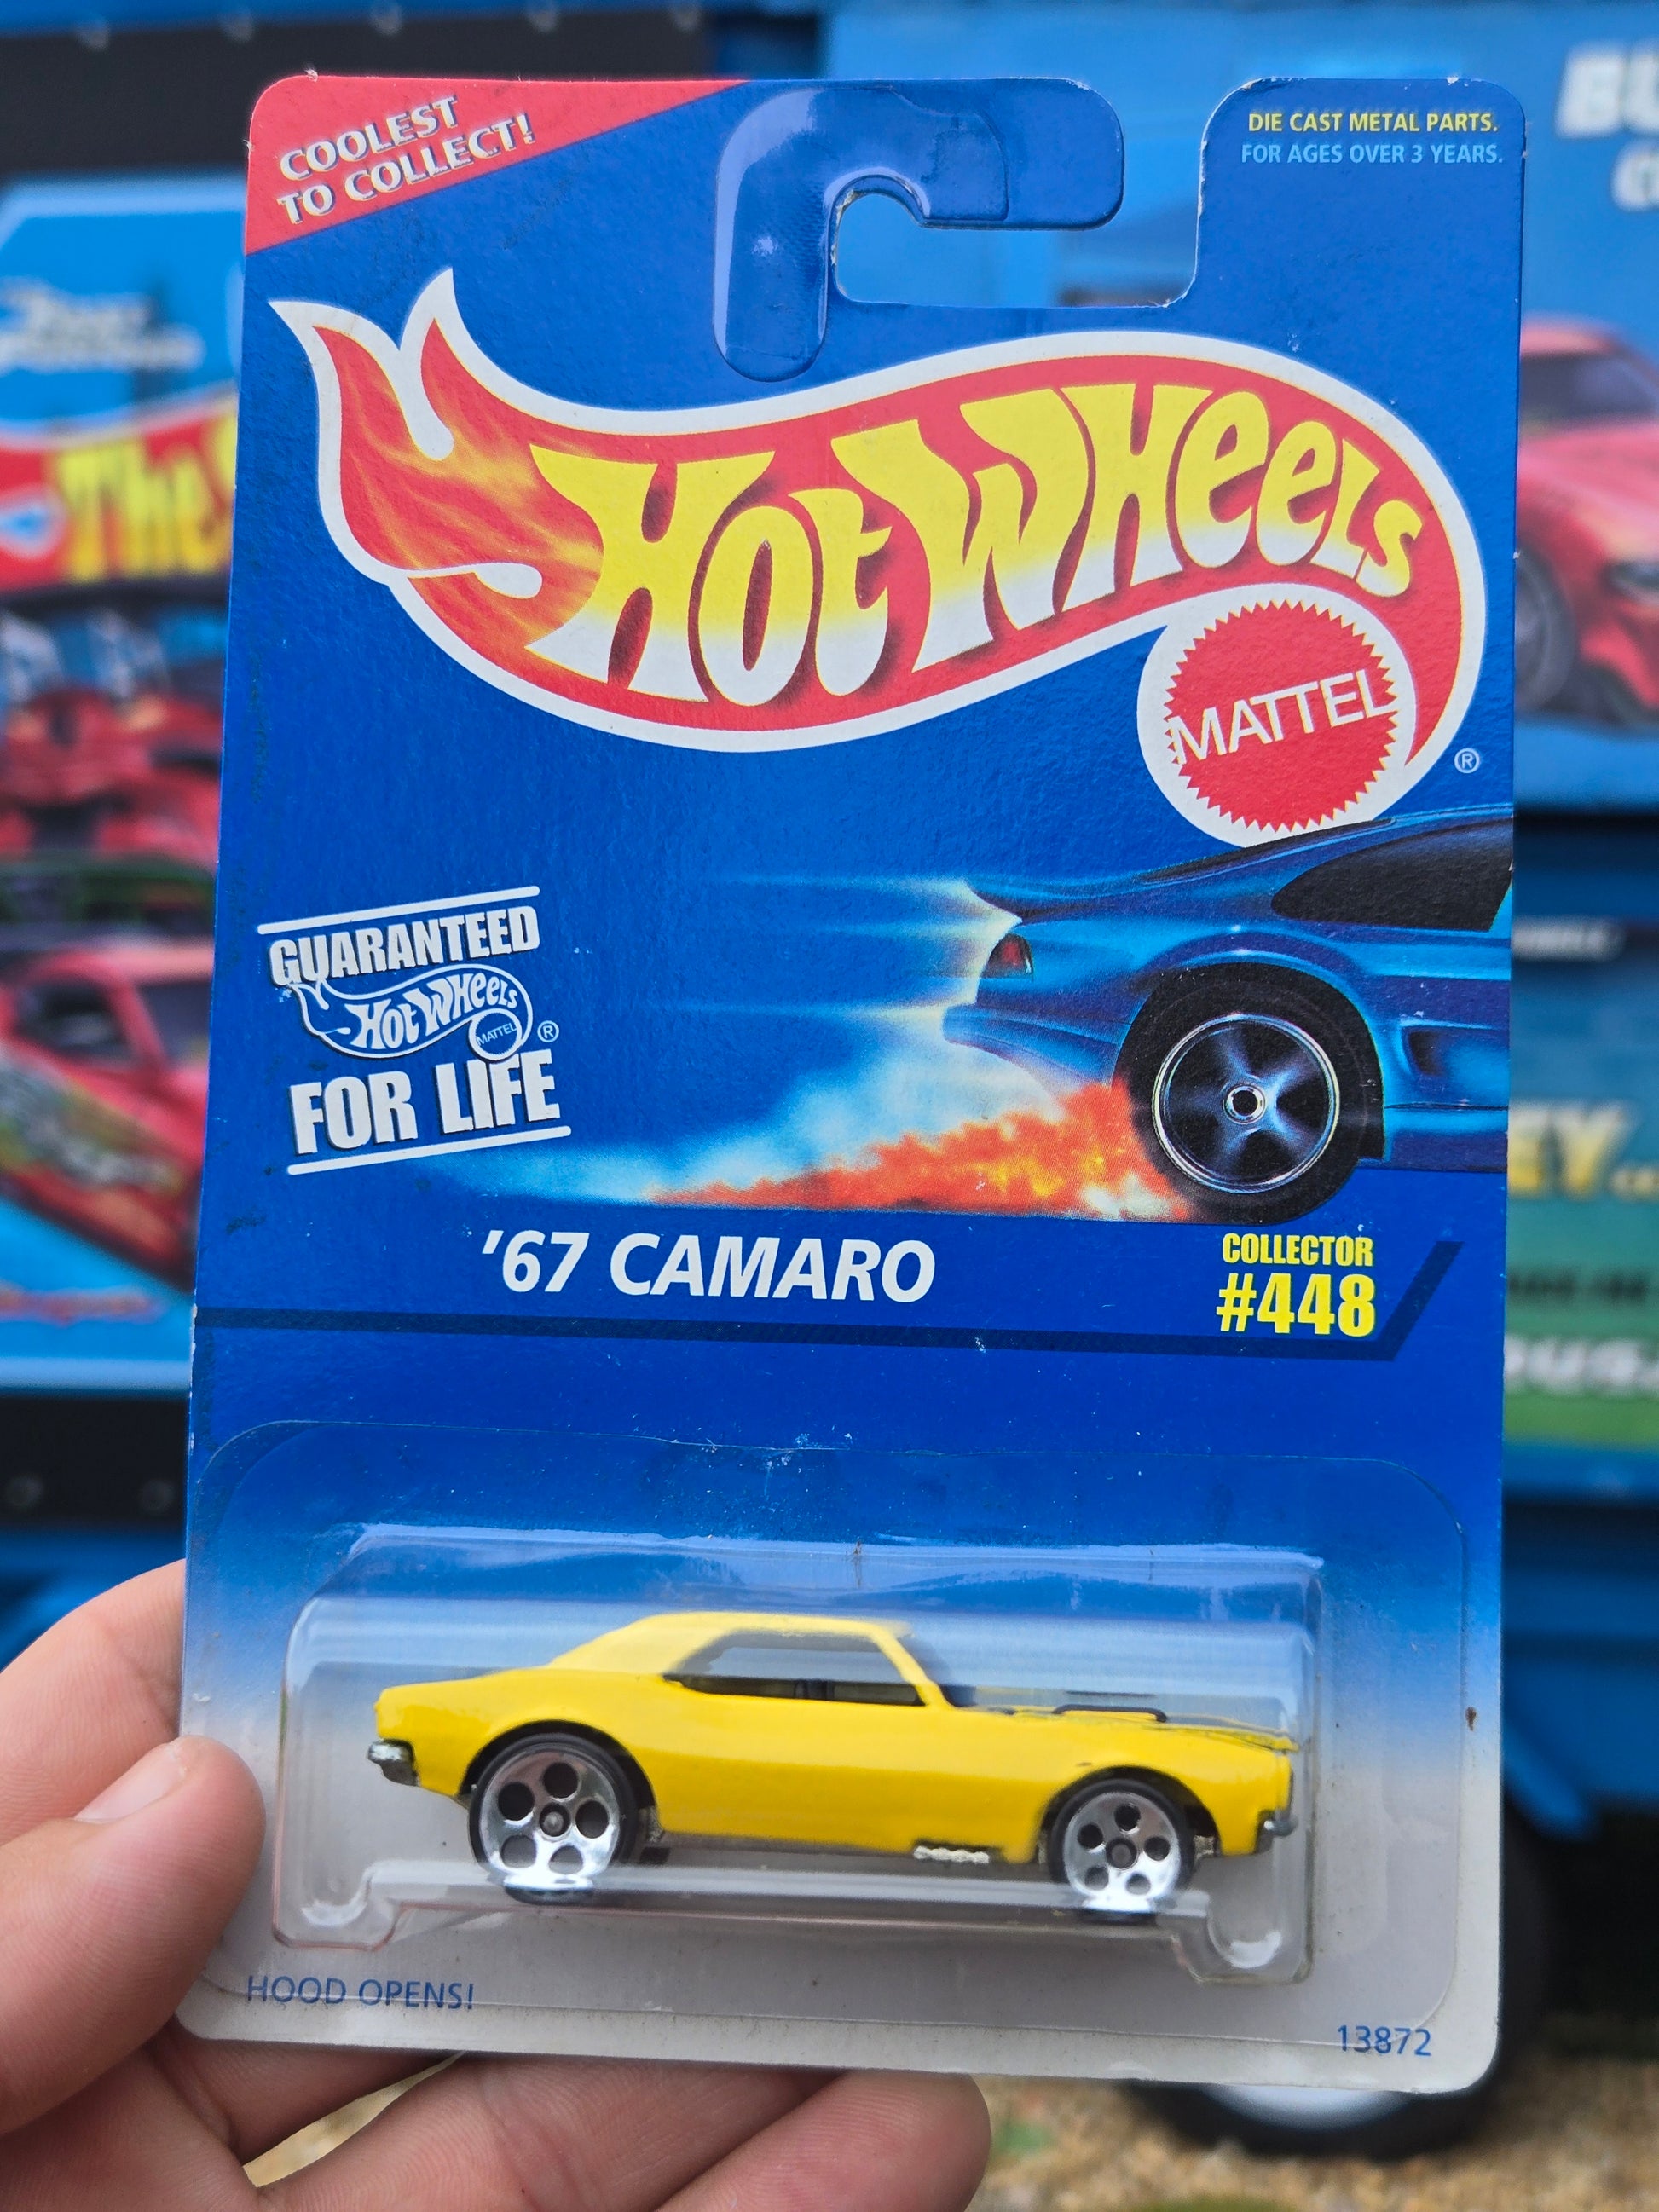 COOLEST
TO COLLECT!
DIE CAST METAL PARTS.
FOR AGES OVER 3 YEARS.
Hot Wheels
MATTEL
®
GUARANTEED
Hot Wheels
MATTEL
®
FOR LIFE
'67 CAMARO
COLLECTOR
#448
HOOD OPENS!
13872
The